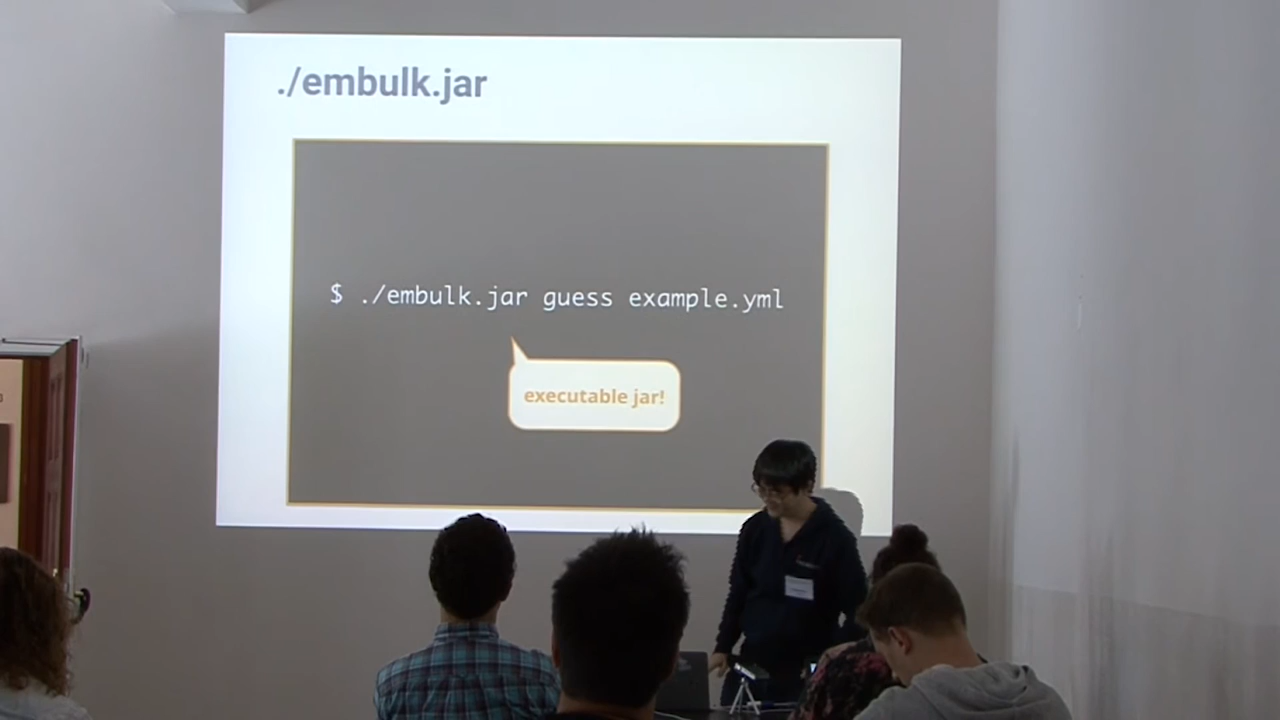 ./embulk.jar
$ ./embulk.jar guess example.yml
executable jar!